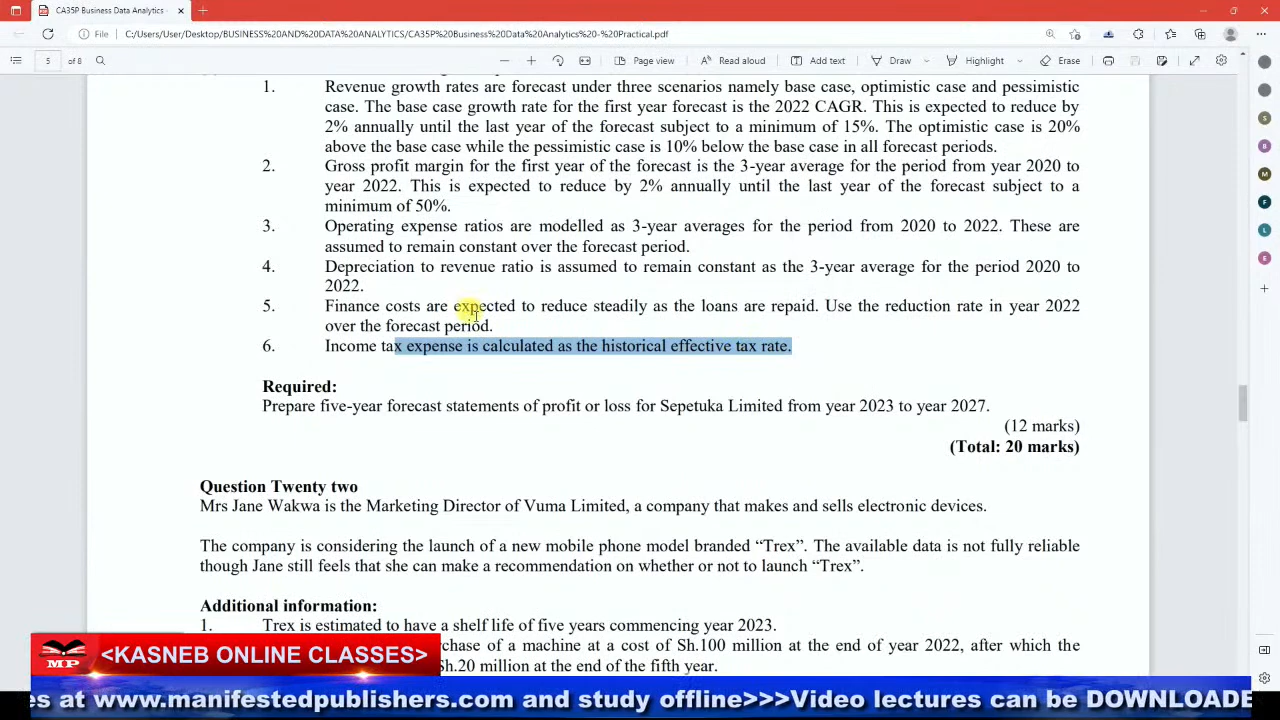 CA35P Business Data Analytics -
File
C:/Users/User/Desktop/BUSINESS%20AND%20DATA%20ANALYTICS/CA35P%20Business%20Data%20Analytics%20-%20Practical.pdf
5 of 8
Page view
Read aloud
Add text
Draw
Highlight
Erase
1. Revenue growth rates are forecast under three scenarios namely base case, optimistic case and pessimistic
case. The base case growth rate for the first year forecast is the 2022 CAGR. This is expected to reduce by
2% annually until the last year of the forecast subject to a minimum of 15%. The optimistic case is 20%
above the base case while the pessimistic case is 10% below the base case in all forecast periods.
2. Gross profit margin for the first year of the forecast is the 3-year average for the period from year 2020 to
year 2022. This is expected to reduce by 2% annually until the last year of the forecast subject to a
minimum of 50%.
3. Operating expense ratios are modelled as 3-year averages for the period from 2020 to 2022. These are
assumed to remain constant over the forecast period.
4. Depreciation to revenue ratio is assumed to remain constant as the 3-year average for the period 2020 to
2022.
5. Finance costs are expected to reduce steadily as the loans are repaid. Use the reduction rate in year 2022
over the forecast period.
6. Income tax expense is calculated as the historical effective tax rate.
Required:
Prepare five-year forecast statements of profit or loss for Sepetuka Limited from year 2023 to year 2027.
(12 marks)
(Total: 20 marks)
Question Twenty two
Mrs Jane Wakwa is the Marketing Director of Vuma Limited, a company that makes and sells electronic devices.
The company is considering the launch of a new mobile phone model branded “Trex”. The available data is not fully reliable
though Jane still feels that she can make a recommendation on whether or not to launch “Trex”.
Additional information:
1. Trex is estimated to have a shelf life of five years commencing year 2023.
rchase of a machine at a cost of Sh.100 million at the end of year 2022, after which the
Sh.20 million at the end of the fifth year.
MP
<KASNEB ONLINE CLASSES>
es at www.manifestedpublishers.com and study offline>>>Video lectures can be DOWNLOADE
S
B
M
F
L
S